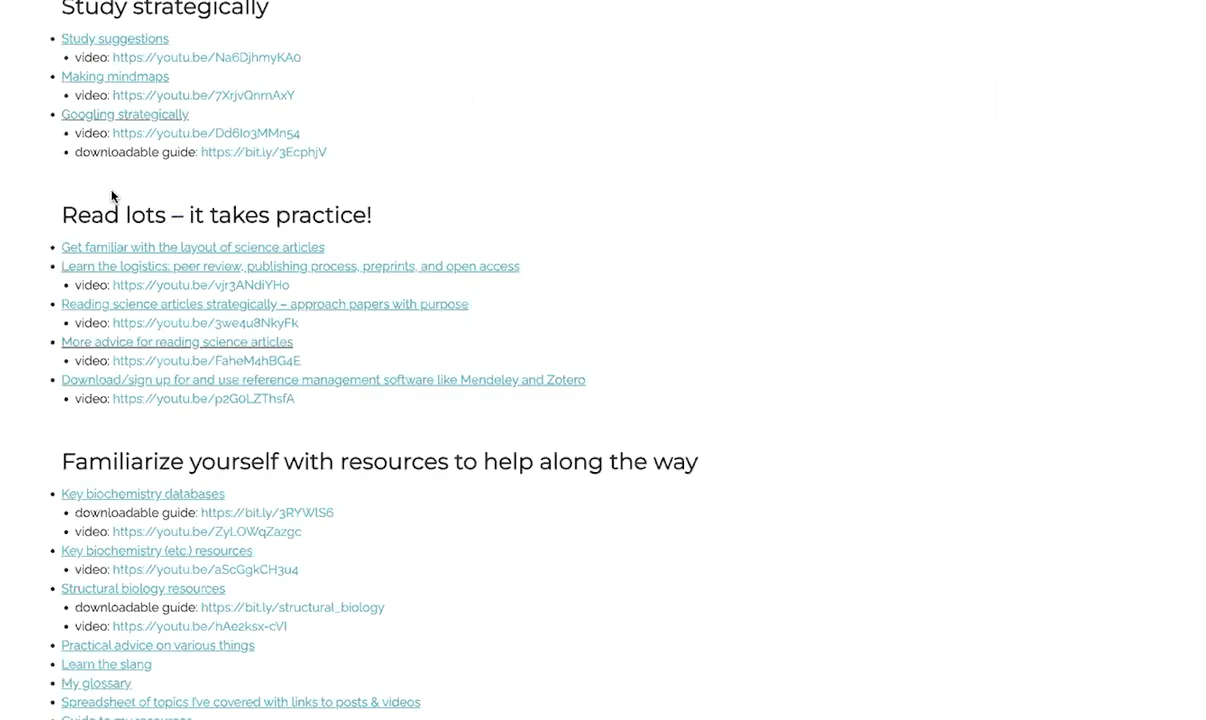 Study strategically
• Study suggestions
• video: https://youtu.be/Na6DjhmyKA0
• Making mindmaps
• video: https://youtu.be/7XrjvQnmAxY
• Googling strategically
• video: https://youtu.be/Dd6Io3MMn54
• downloadable guide: https://bit.ly/3EcphjV
Read lots – it takes practice!
• Get familiar with the layout of science articles
• Learn the logistics: peer review, publishing process, preprints, and open access
• video: https://youtu.be/vjr3ANdiYHo
• Reading science articles strategically – approach papers with purpose
• video: https://youtu.be/3we4u8NkyFk
• More advice for reading science articles
• video: https://youtu.be/FaheM4hBG4E
• Download/sign up for and use reference management software like Mendeley and Zotero
• video: https://youtu.be/p2G0LZThsfA
Familiarize yourself with resources to help along the way
• Key biochemistry databases
• downloadable guide: https://bit.ly/3RYWIS6
• video: https://youtu.be/ZyLOWqZazgc
• Key biochemistry (etc.) resources
• video: https://youtu.be/aScGgkCH3u4
• Structural biology resources
• downloadable guide: https://bit.ly/structural_biology
• video: https://youtu.be/hAe2ksx-cVI
• Practical advice on various things
• Learn the slang
• My glossary
• Spreadsheet of topics I've covered with links to posts & videos
• Guide to my resources